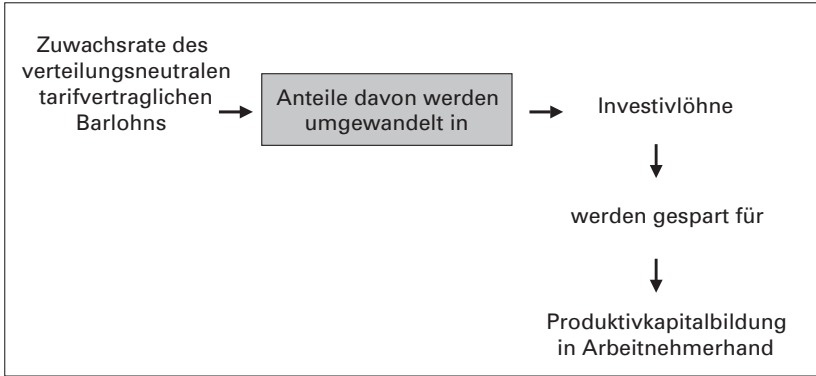 Zuwachsrate des
verteilungsneutralen
tarifvertraglichen
Barlohns
Anteile davon werden
umgewandelt in
Investivlöhne
werden gespart für
Produktivkapitalbildung
in Arbeitnehmerhand